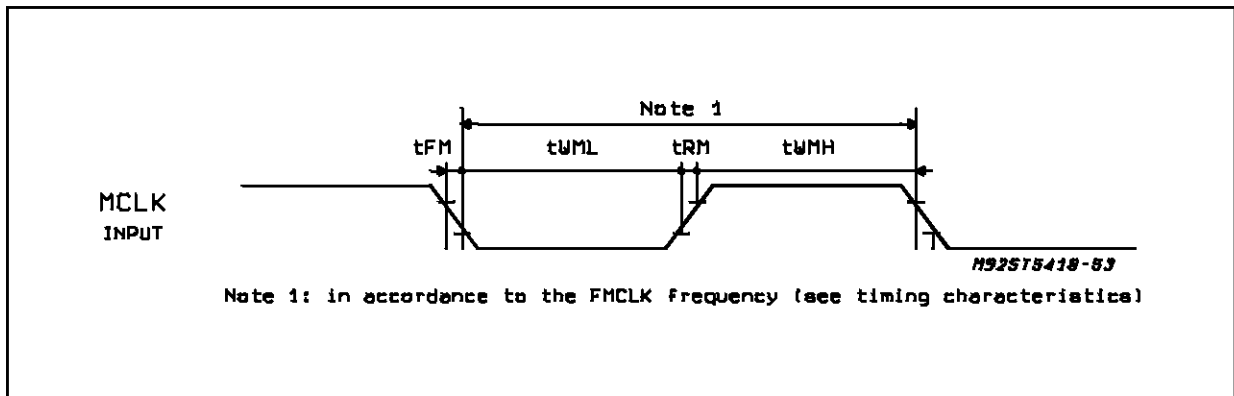 Note 1
tFM tWML tRM tWMH
MCLK
INPUT
M92ST5418-53
Note 1: in accordance to the FMCLK frequency (see timing characteristics)